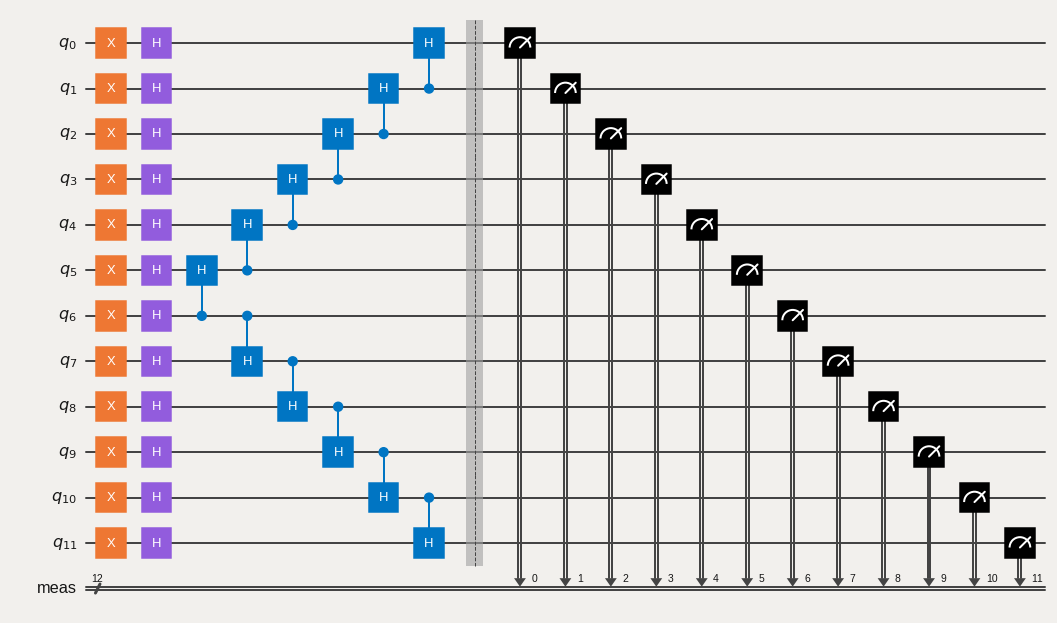 q0 X H H
q1 X H H
q2 X H H
q3 X H H
q4 X H H
q5 X H H
q6 X H
q7 X H H
q8 X H H
q9 X H H
q10 X H H
q11 X H H
meas 12 0 1 2 3 4 5 6 7 8 9 10 11